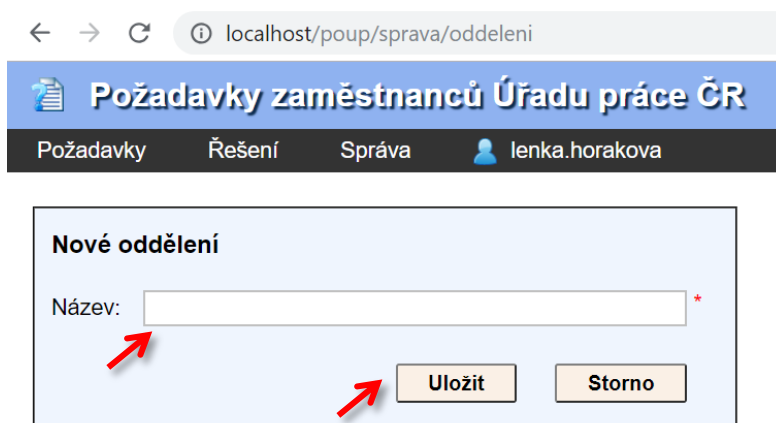 localhost/poup/sprava/oddeleni
Požadavky zaměstnanců Úřadu práce ČR
Požadavky Řešení Správa lenka.horakova
Nové oddělení
Název: *
Uložit Storno